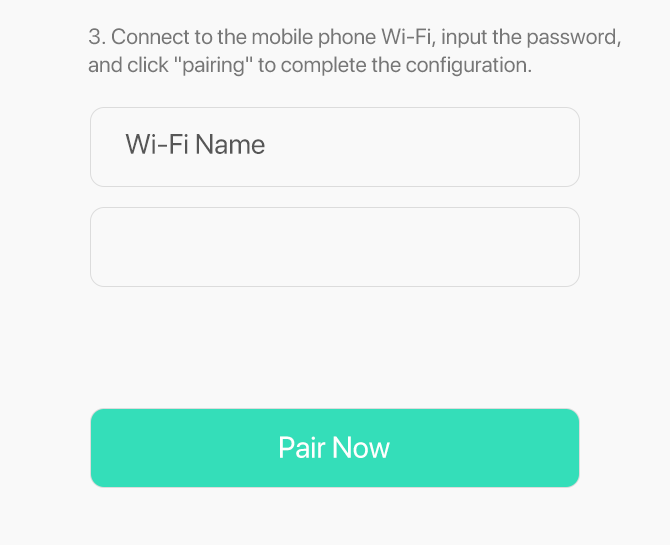 3. Connect to the mobile phone Wi-Fi, input the password,
and click "pairing" to complete the configuration.
Wi-Fi Name
Pair Now